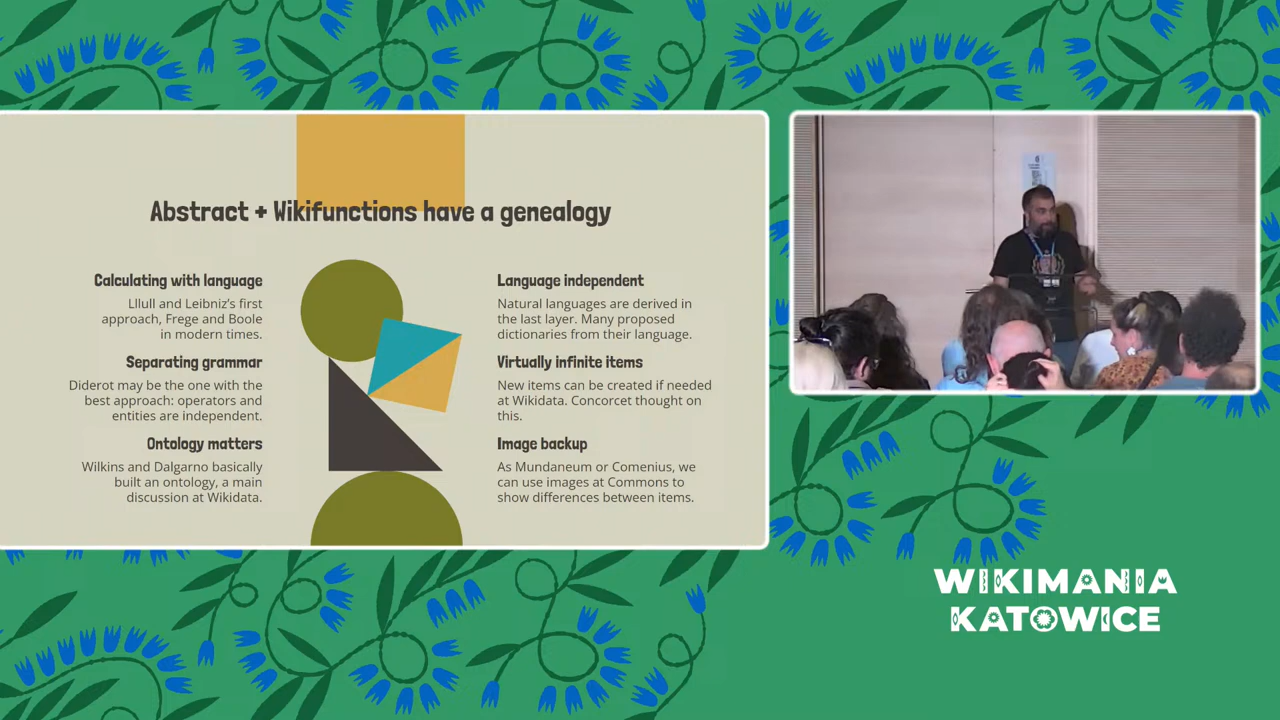 Abstract + Wikifunctions have a genealogy
Calculating with language
Lllull and Leibniz's first
approach, Frege and Boole
in modern times.
Separating grammar
Diderot may be the one with the
best approach: operators and
entities are independent.
Ontology matters
Wilkins and Dalgarno basically
built an ontology, a main
discussion at Wikidata.
Language independent
Natural languages are derived in
the last layer. Many proposed
dictionaries from their language.
Virtually infinite items
New items can be created if needed
at Wikidata. Concorcet thought on
this.
Image backup
As Mundaneum or Comenius, we
can use images at Commons to
show differences between items.
WIKIMANIA
KATOWICE